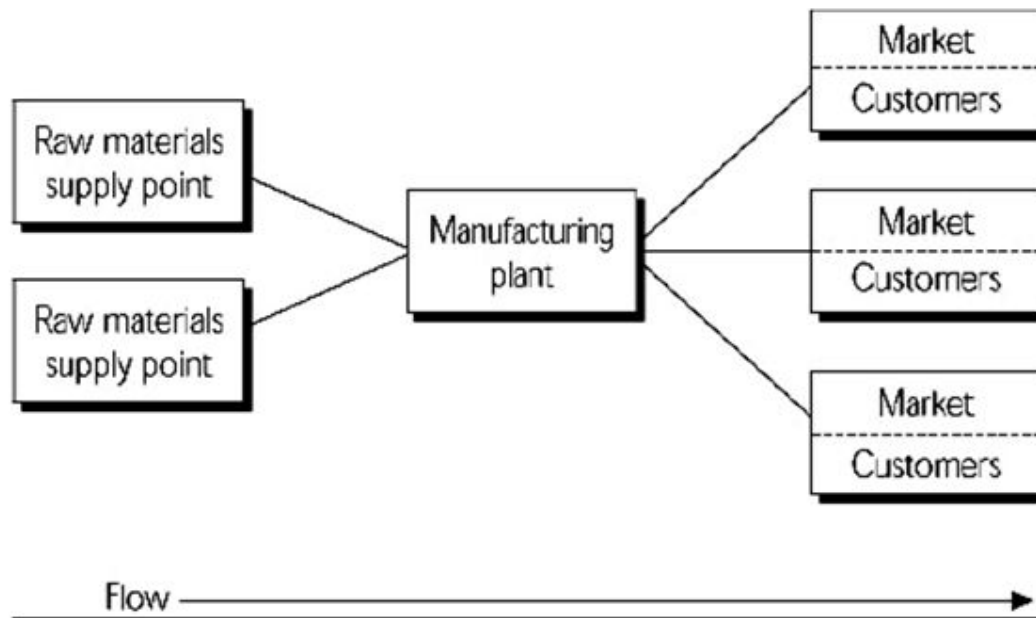 Raw materials
supply point
Raw materials
supply point
Manufacturing
plant
Market
Customers
Market
Customers
Market
Customers
Flow